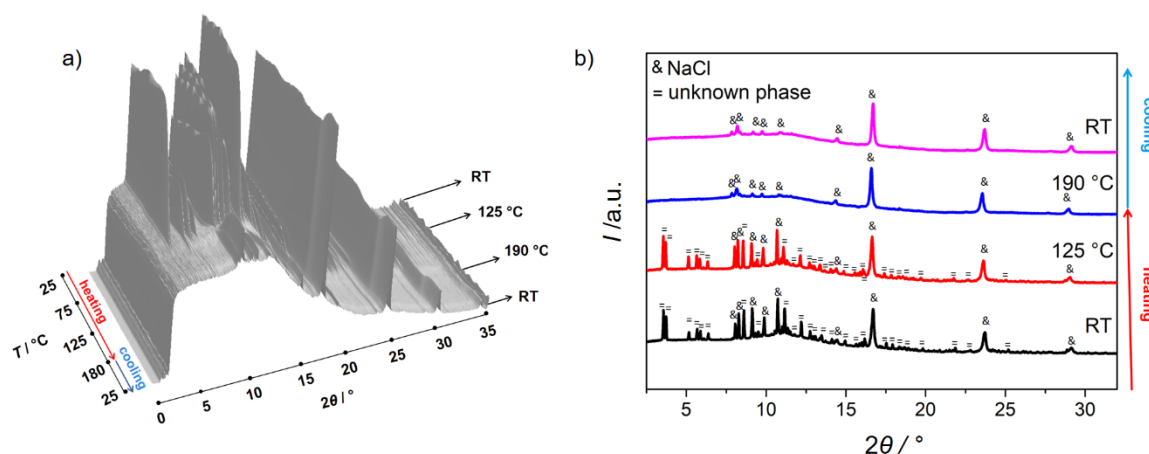 a)
RT
125 °C
190 °C
RT
25
75
125
180
25
T / °C
heating
cooling
0
5
10
15
20
25
30
35
2θ / °
b)
& NaCl
= unknown phase
RT
190 °C
125 °C
RT
I /a.u.
5
10
15
20
25
30
2θ / °
cooling
heating